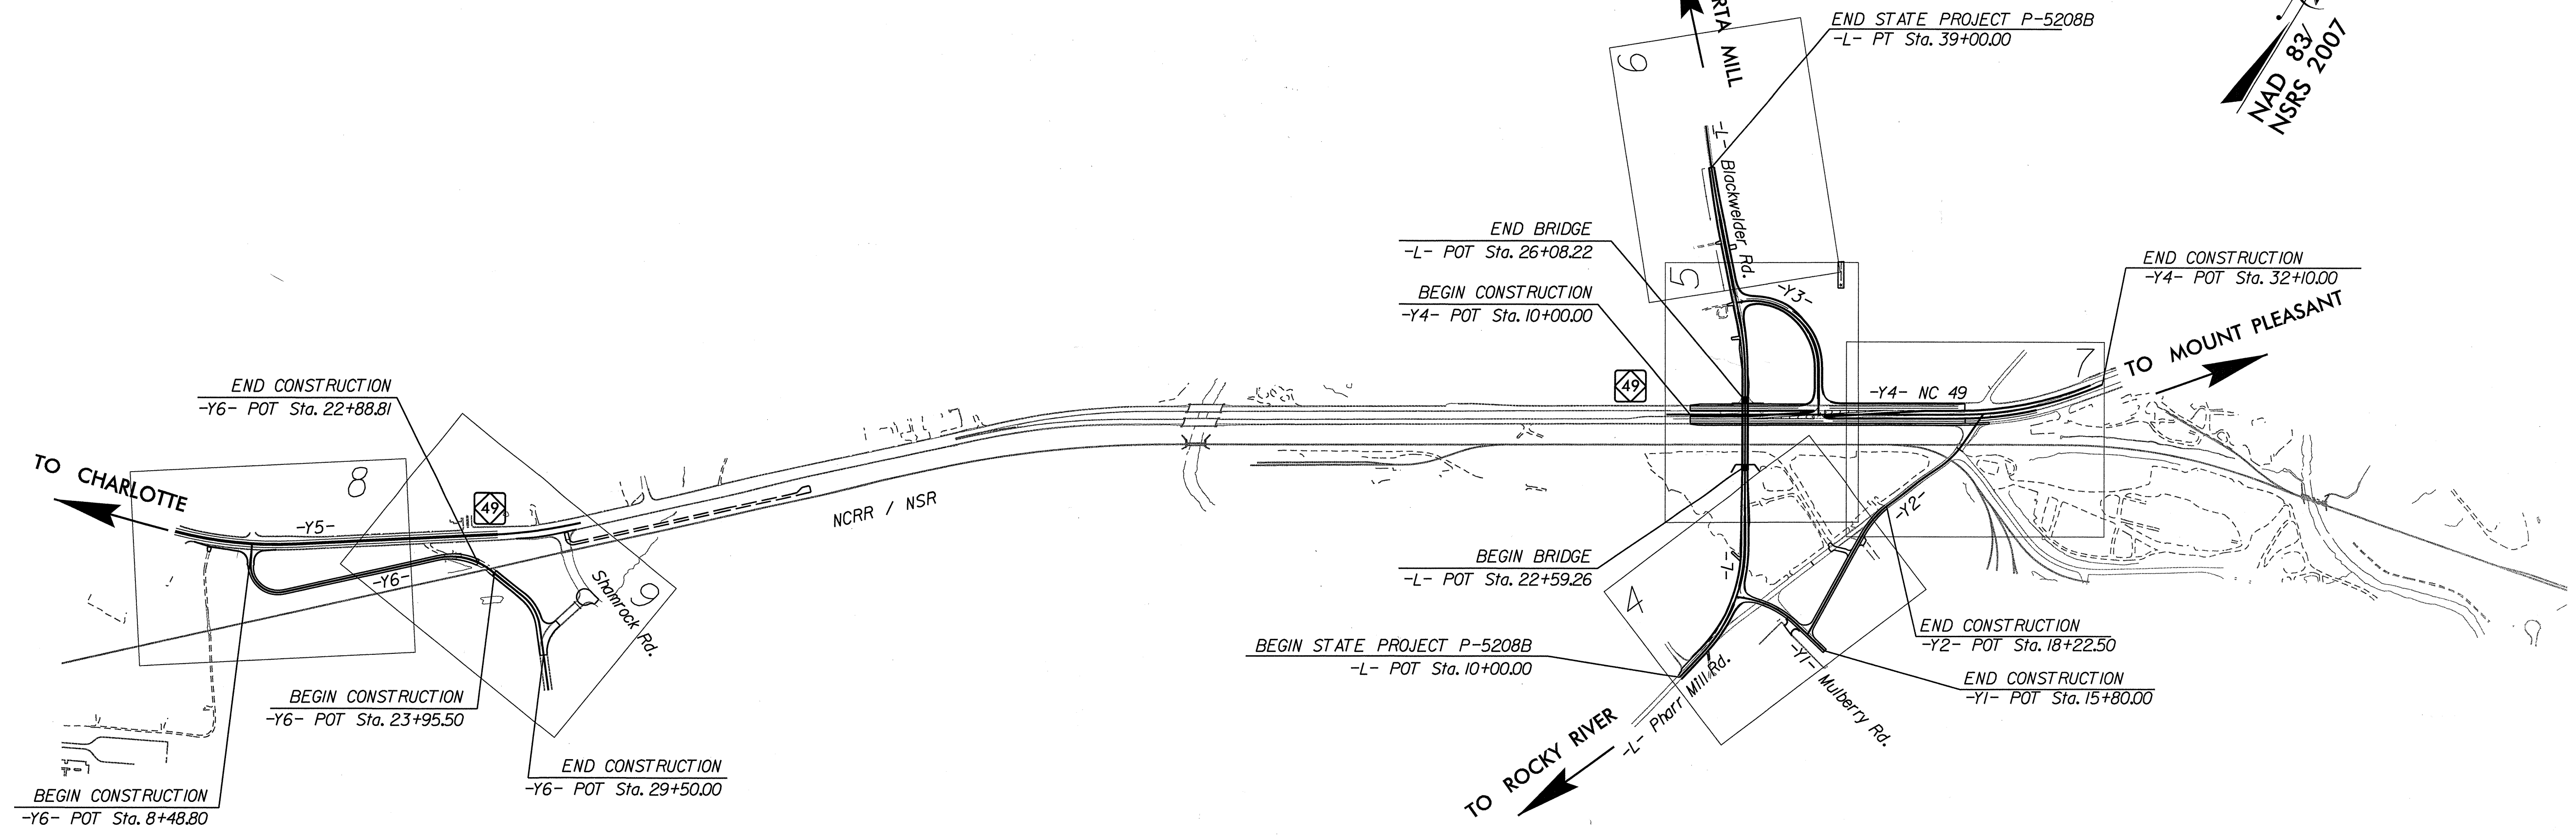 END STATE PROJECT P-5208B
-L- PT Sta. 39+00.00
RTA MILL
NAD 83/
NSRS 2007
6
-L- Blackwelder Rd.
END BRIDGE
-L- POT Sta. 26+08.22
BEGIN CONSTRUCTION
-Y4- POT Sta. 10+00.00
5
-Y3-
END CONSTRUCTION
-Y4- POT Sta. 32+10.00
TO MOUNT PLEASANT
7
49
-Y4- NC 49
END CONSTRUCTION
-Y6- POT Sta. 22+88.81
TO CHARLOTTE
8
49
-Y5-
NCRR / NSR
-Y6-
Shamrock Rd.
9
-Y2-
BEGIN BRIDGE
-L- POT Sta. 22+59.26
-L-
4
BEGIN STATE PROJECT P-5208B
-L- POT Sta. 10+00.00
END CONSTRUCTION
-Y2- POT Sta. 18+22.50
END CONSTRUCTION
-Y1- POT Sta. 15+80.00
-Y1- Mulberry Rd.
-L- Pharr Mill Rd.
TO ROCKY RIVER
BEGIN CONSTRUCTION
-Y6- POT Sta. 23+95.50
END CONSTRUCTION
-Y6- POT Sta. 29+50.00
BEGIN CONSTRUCTION
-Y6- POT Sta. 8+48.80